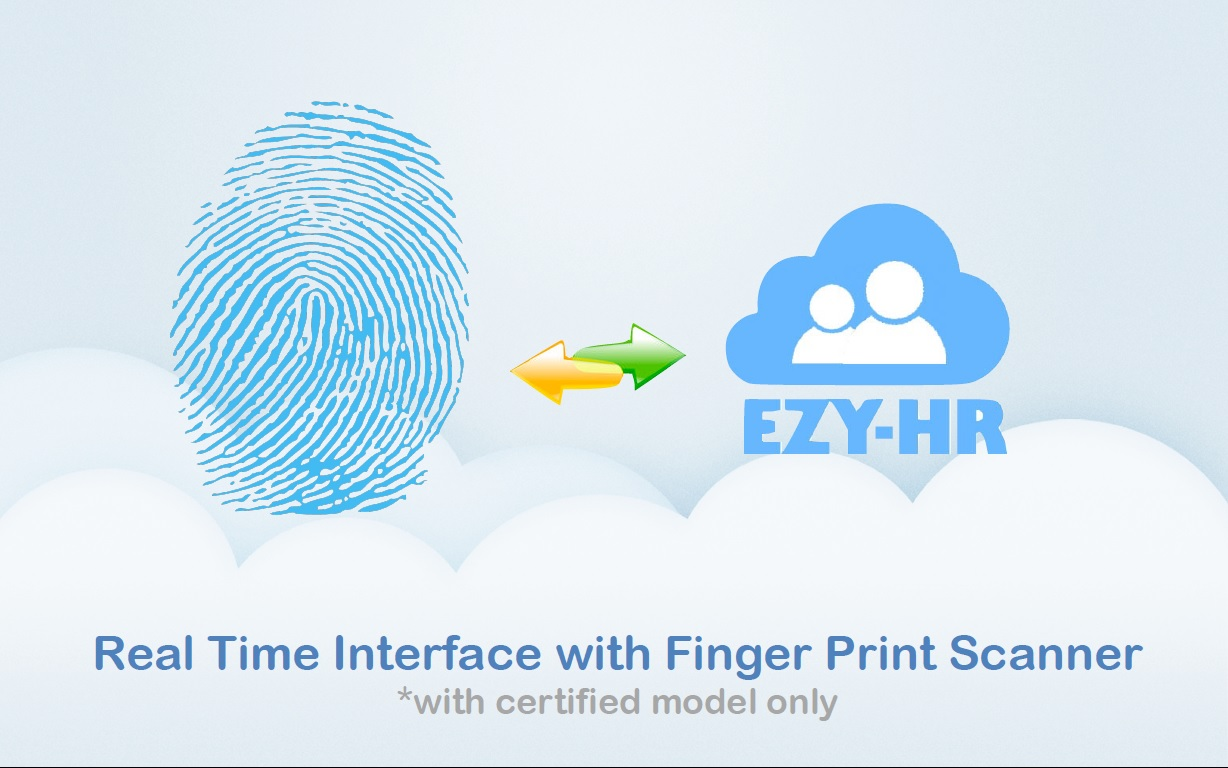 EZY-HR
Real Time Interface with Finger Print Scanner
*with certified model only